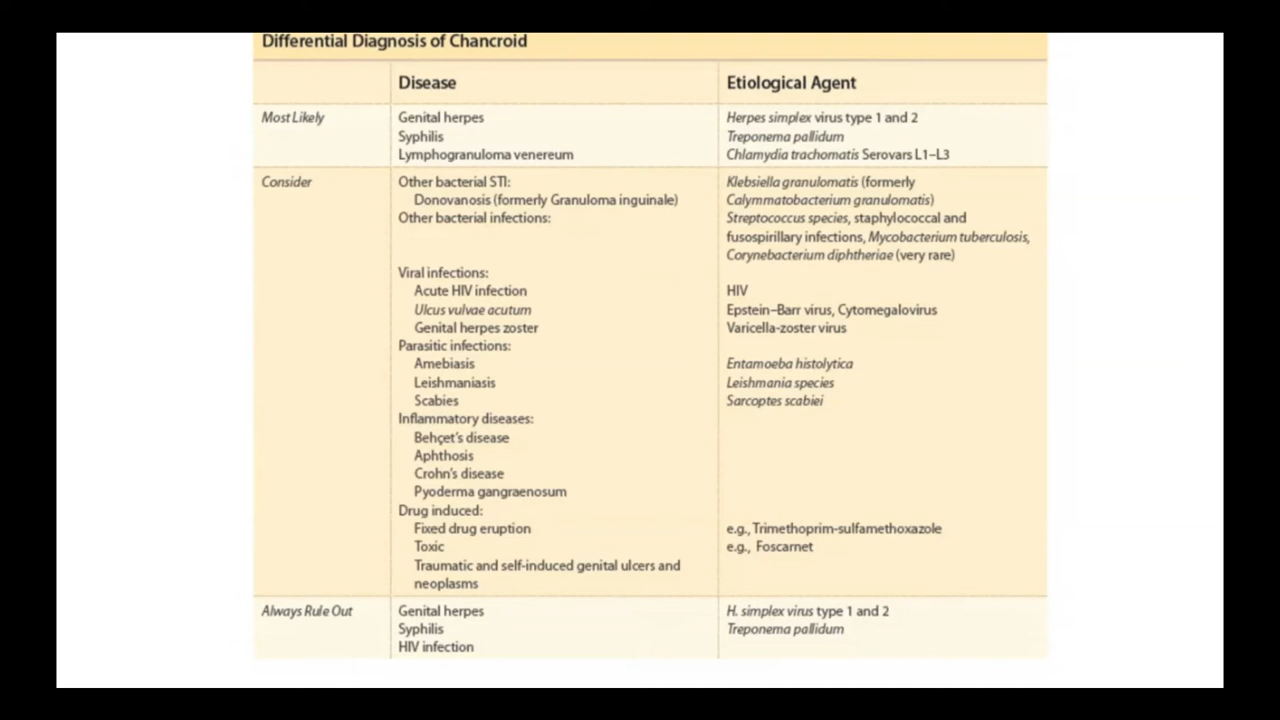 Differential Diagnosis of Chancroid
Disease Etiological Agent
Most Likely Genital herpes Herpes simplex virus type 1 and 2
Syphilis Treponema pallidum
Lymphogranuloma venereum Chlamydia trachomatis Serovars L1–L3
Consider Other bacterial STI: Klebsiella granulomatis (formerly
Donovanosis (formerly Granuloma inguinale) Calymmatobacterium granulomatis)
Other bacterial infections: Streptococcus species, staphylococcal and
fusospirillary infections, Mycobacterium tuberculosis,
Corynebacterium diphtheriae (very rare)
Viral infections:
Acute HIV infection HIV
Ulcus vulvae acutum Epstein–Barr virus, Cytomegalovirus
Genital herpes zoster Varicella-zoster virus
Parasitic infections:
Amebiasis Entamoeba histolytica
Leishmaniasis Leishmania species
Scabies Sarcoptes scabiei
Inflammatory diseases:
Behçet's disease
Aphthosis
Crohn's disease
Pyoderma gangraenosum
Drug induced:
Fixed drug eruption e.g., Trimethoprim-sulfamethoxazole
Toxic e.g., Foscarnet
Traumatic and self-induced genital ulcers and
neoplasms
Always Rule Out Genital herpes H. simplex virus type 1 and 2
Syphilis Treponema pallidum
HIV infection